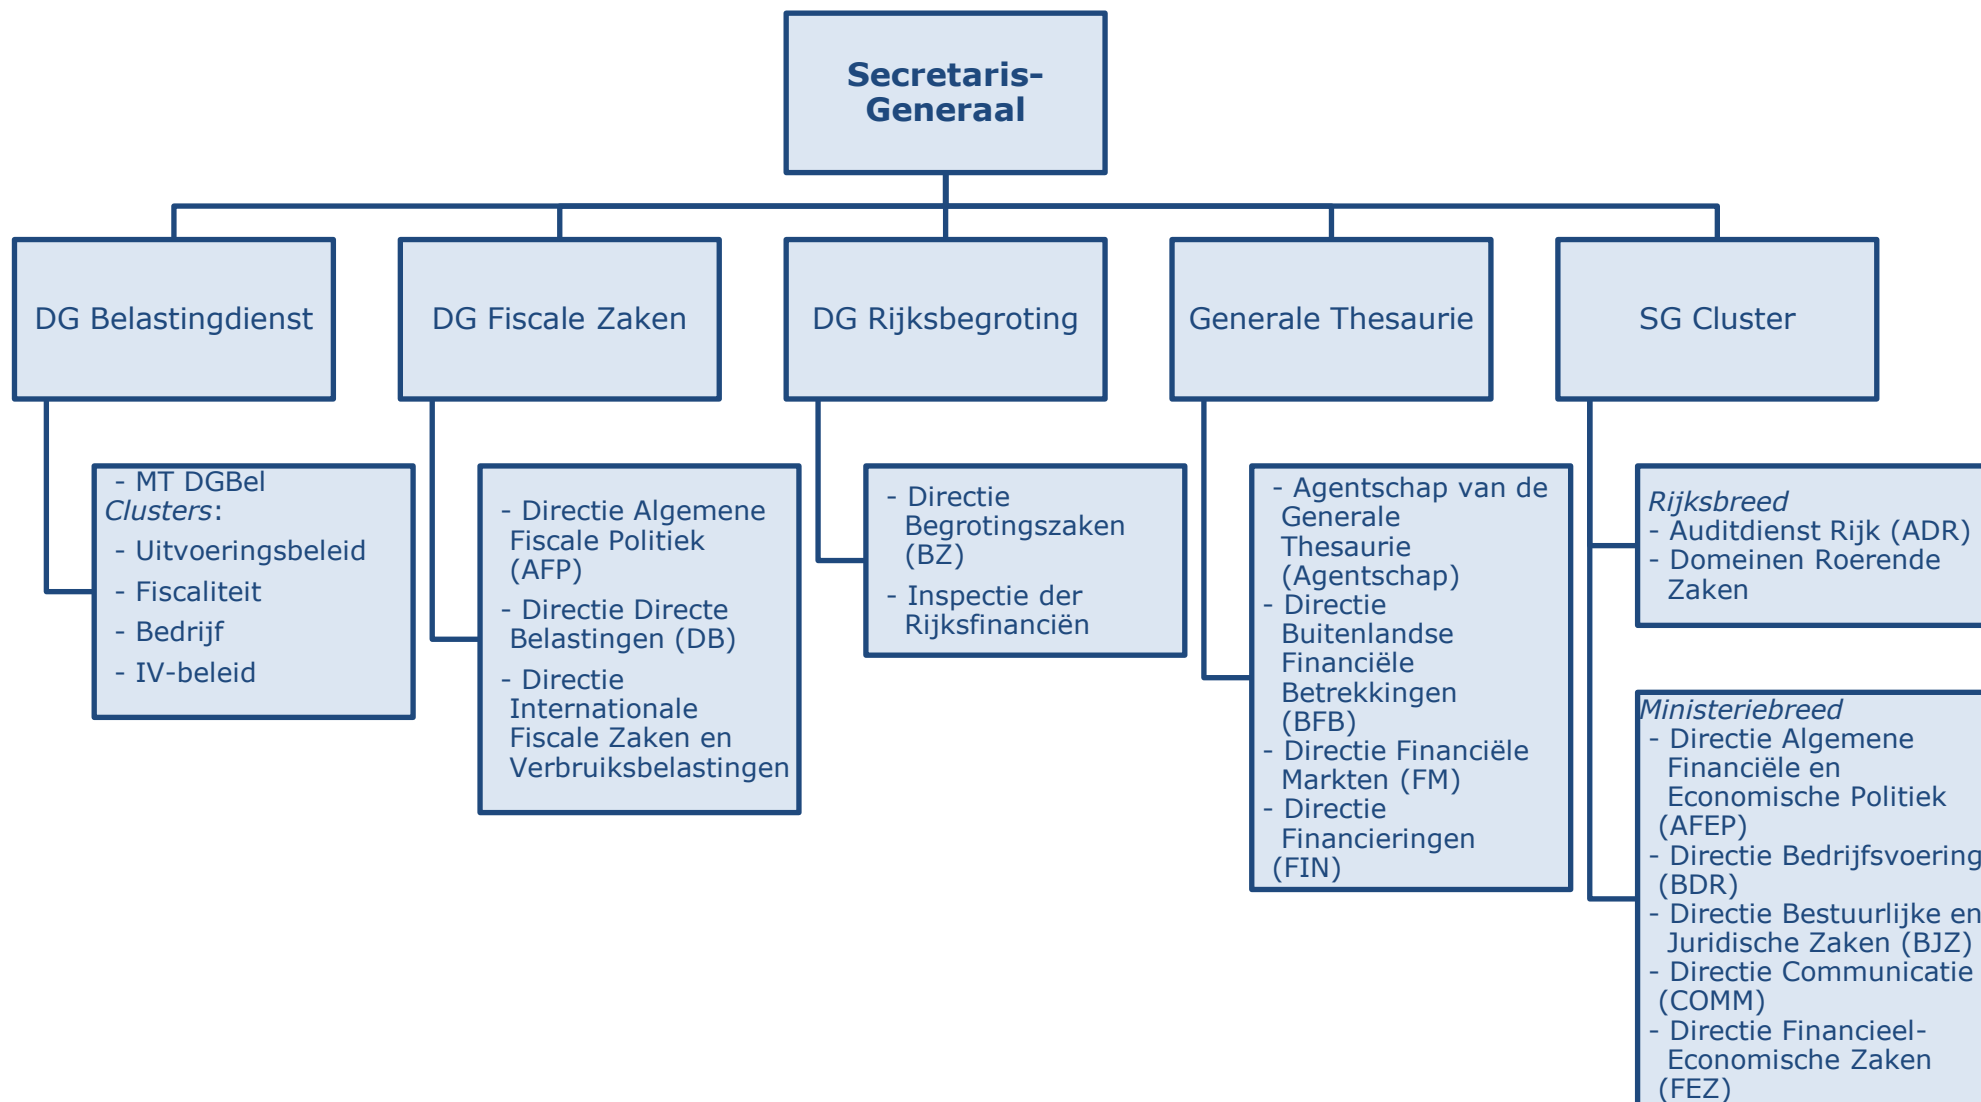 Secretaris-
Generaal
DG Belastingdienst
DG Fiscale Zaken
DG Rijksbegroting
Generale Thesaurie
SG Cluster
- MT DGBel
Clusters:
- Uitvoeringsbeleid
- Fiscaliteit
- Bedrijf
- IV-beleid
- Directie Algemene
Fiscale Politiek
(AFP)
- Directie Directe
Belastingen (DB)
- Directie
Internationale
Fiscale Zaken en
Verbruiksbelastingen
- Directie
Begrotingszaken
(BZ)
- Inspectie der
Rijksfinanciën
- Agentschap van de
Generale
Thesaurie
(Agentschap)
- Directie
Buitenlandse
Financiële
Betrekkingen
(BFB)
- Directie Financiële
Markten (FM)
- Directie
Financieringen
(FIN)
Rijksbreed
- Auditdienst Rijk (ADR)
- Domeinen Roerende
Zaken
Ministeriebreed
- Directie Algemene
Financiële en
Economische Politiek
(AFEP)
- Directie Bedrijfsvoering
(BDR)
- Directie Bestuurlijke en
Juridische Zaken (BJZ)
- Directie Communicatie
(COMM)
- Directie Financieel-
Economische Zaken
(FEZ)